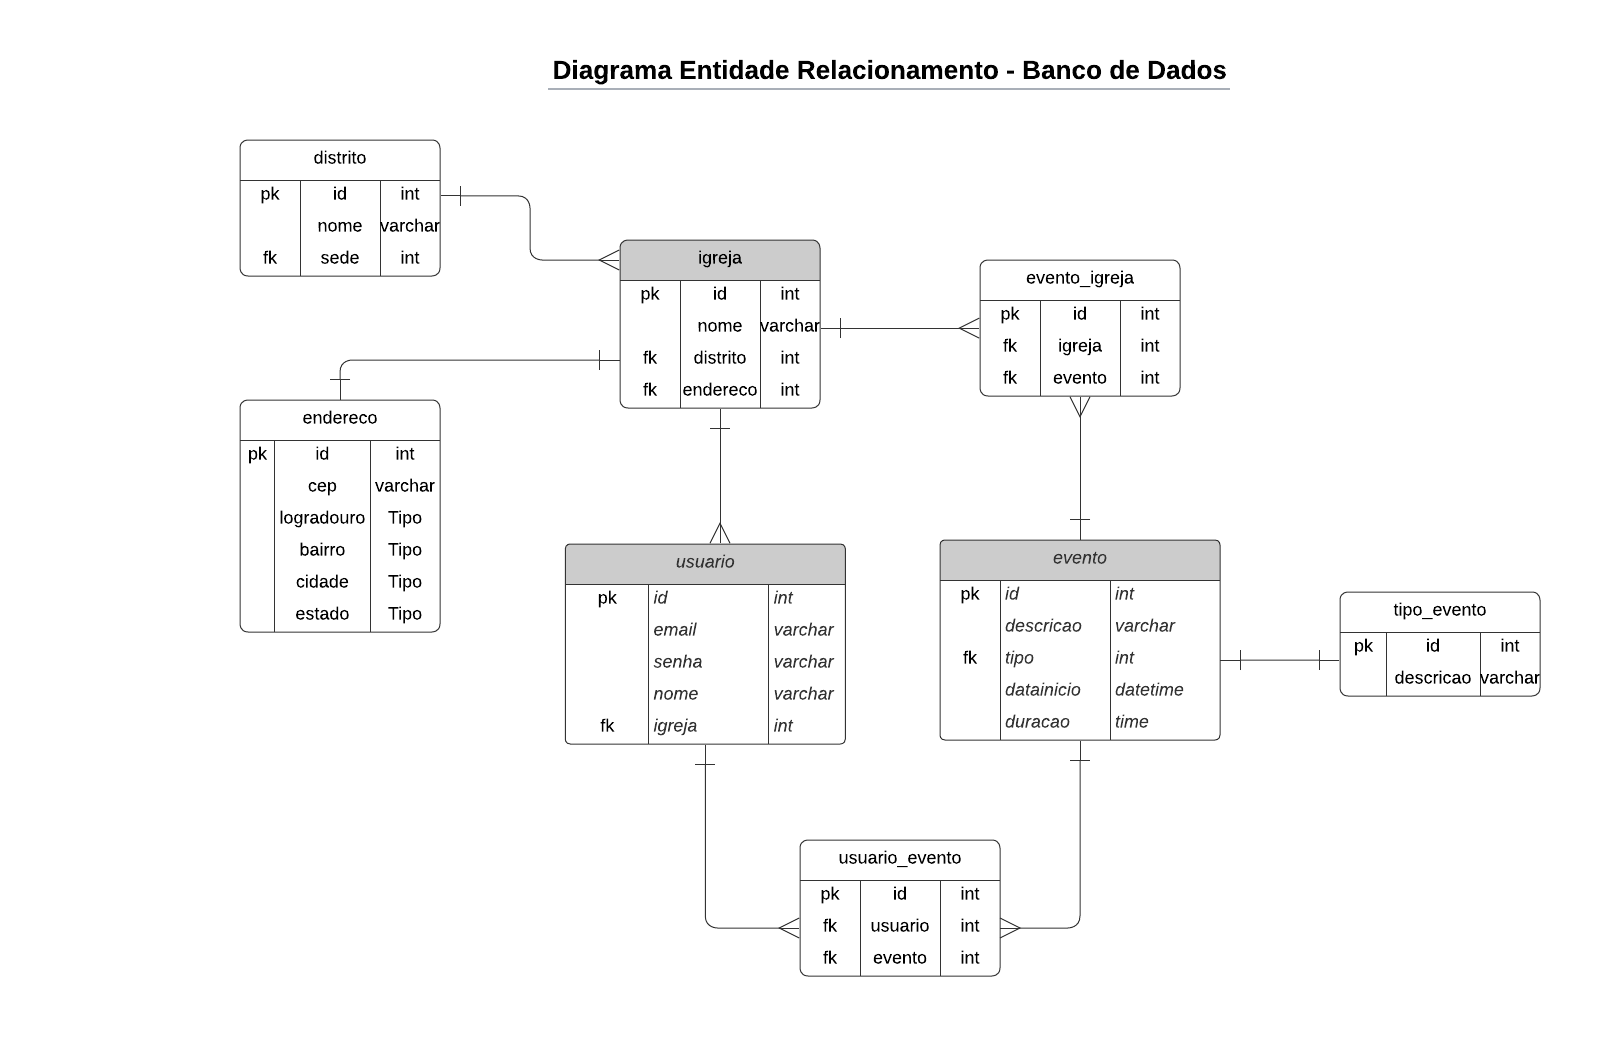 Diagrama Entidade Relacionamento - Banco de Dados
distrito
pk id int
nome varchar
fk sede int
igreja
pk id int
nome varchar
fk distrito int
fk endereco int
evento_igreja
pk id int
fk igreja int
fk evento int
endereco
pk id int
cep varchar
logradouro Tipo
bairro Tipo
cidade Tipo
estado Tipo
usuario
pk id int
email varchar
senha varchar
nome varchar
fk igreja int
evento
pk id int
descricao varchar
fk tipo int
datainicio datetime
duracao time
tipo_evento
pk id int
descricao varchar
usuario_evento
pk id int
fk usuario int
fk evento int